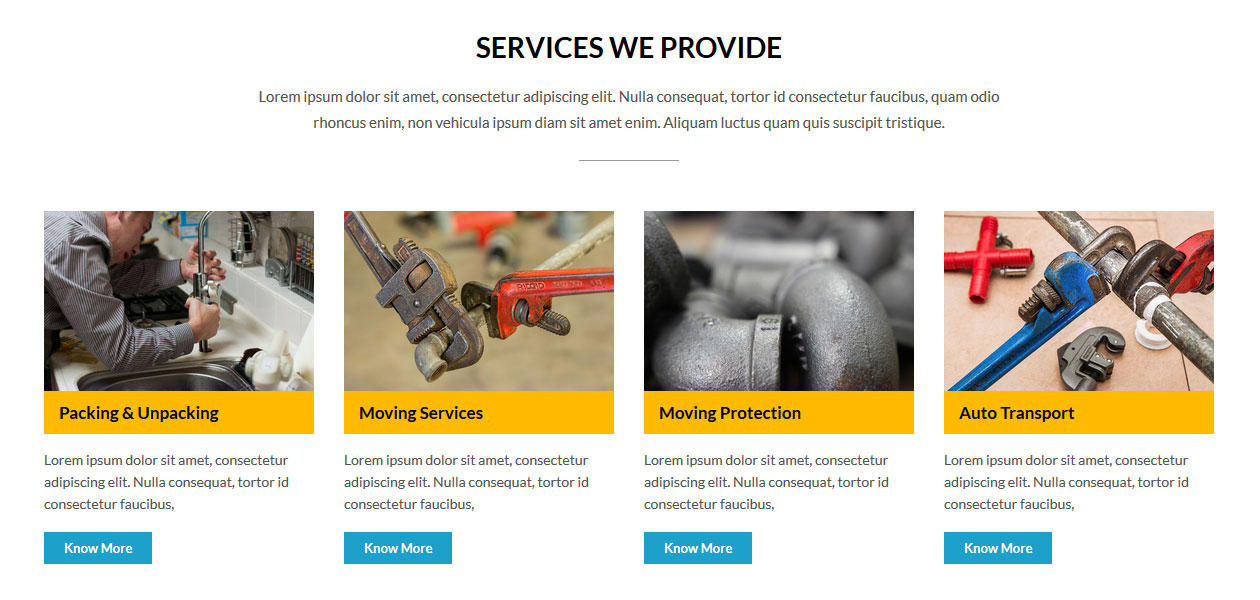 SERVICES WE PROVIDE
Lorem ipsum dolor sit amet, consectetur adipiscing elit. Nulla consequat, tortor id consectetur faucibus, quam odio
rhoncus enim, non vehicula ipsum diam sit amet enim. Aliquam luctus quam quis suscipit tristique.
RIDGID
Packing & Unpacking
Lorem ipsum dolor sit amet, consectetur
adipiscing elit. Nulla consequat, tortor id
consectetur faucibus,
Know More
Moving Services
Lorem ipsum dolor sit amet, consectetur
adipiscing elit. Nulla consequat, tortor id
consectetur faucibus,
Know More
Moving Protection
Lorem ipsum dolor sit amet, consectetur
adipiscing elit. Nulla consequat, tortor id
consectetur faucibus,
Know More
Auto Transport
Lorem ipsum dolor sit amet, consectetur
adipiscing elit. Nulla consequat, tortor id
consectetur faucibus,
Know More